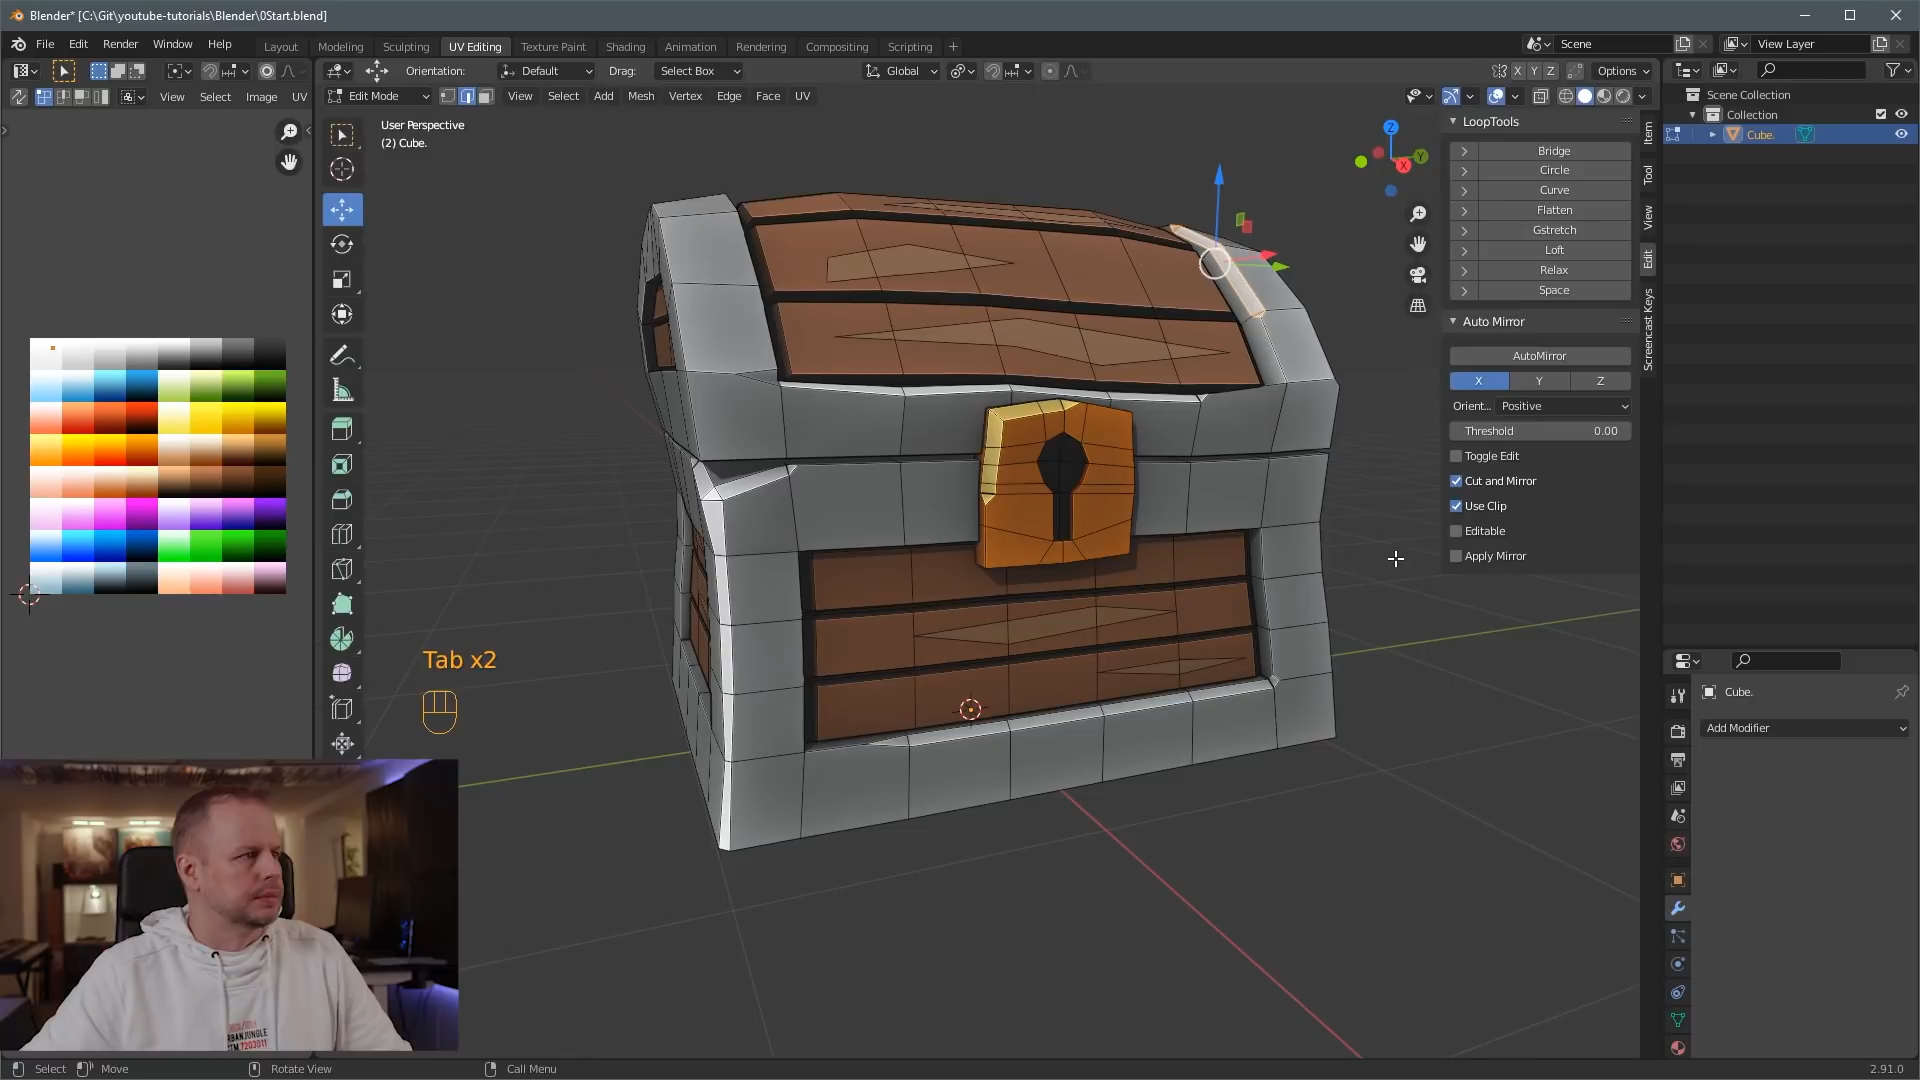 Blender* [C:\Git\youtube-tutorials\Blender\0Start.blend]
File Edit Render Window Help
Layout Modeling Sculpting UV Editing Texture Paint Shading Animation Rendering Compositing Scripting +
Scene
View Layer
Orientation: Default Drag: Select Box
Global
X Y Z Options
View Select Image UV
Edit Mode View Select Add Mesh Vertex Edge Face UV
User Perspective
(2) Cube.
Z
Y
X
LoopTools
Bridge
Circle
Curve
Flatten
Gstretch
Loft
Relax
Space
Auto Mirror
AutoMirror
X Y Z
Orient... Positive
Threshold 0.00
Toggle Edit
Cut and Mirror
Use Clip
Editable
Apply Mirror
Item
Tool
View
Edit
Screencast Keys
Scene Collection
Collection
Cube.
Cube.
Add Modifier
Tab x2
URBANJUNGLE
7203011
Select Move Rotate View Call Menu 2.91.0